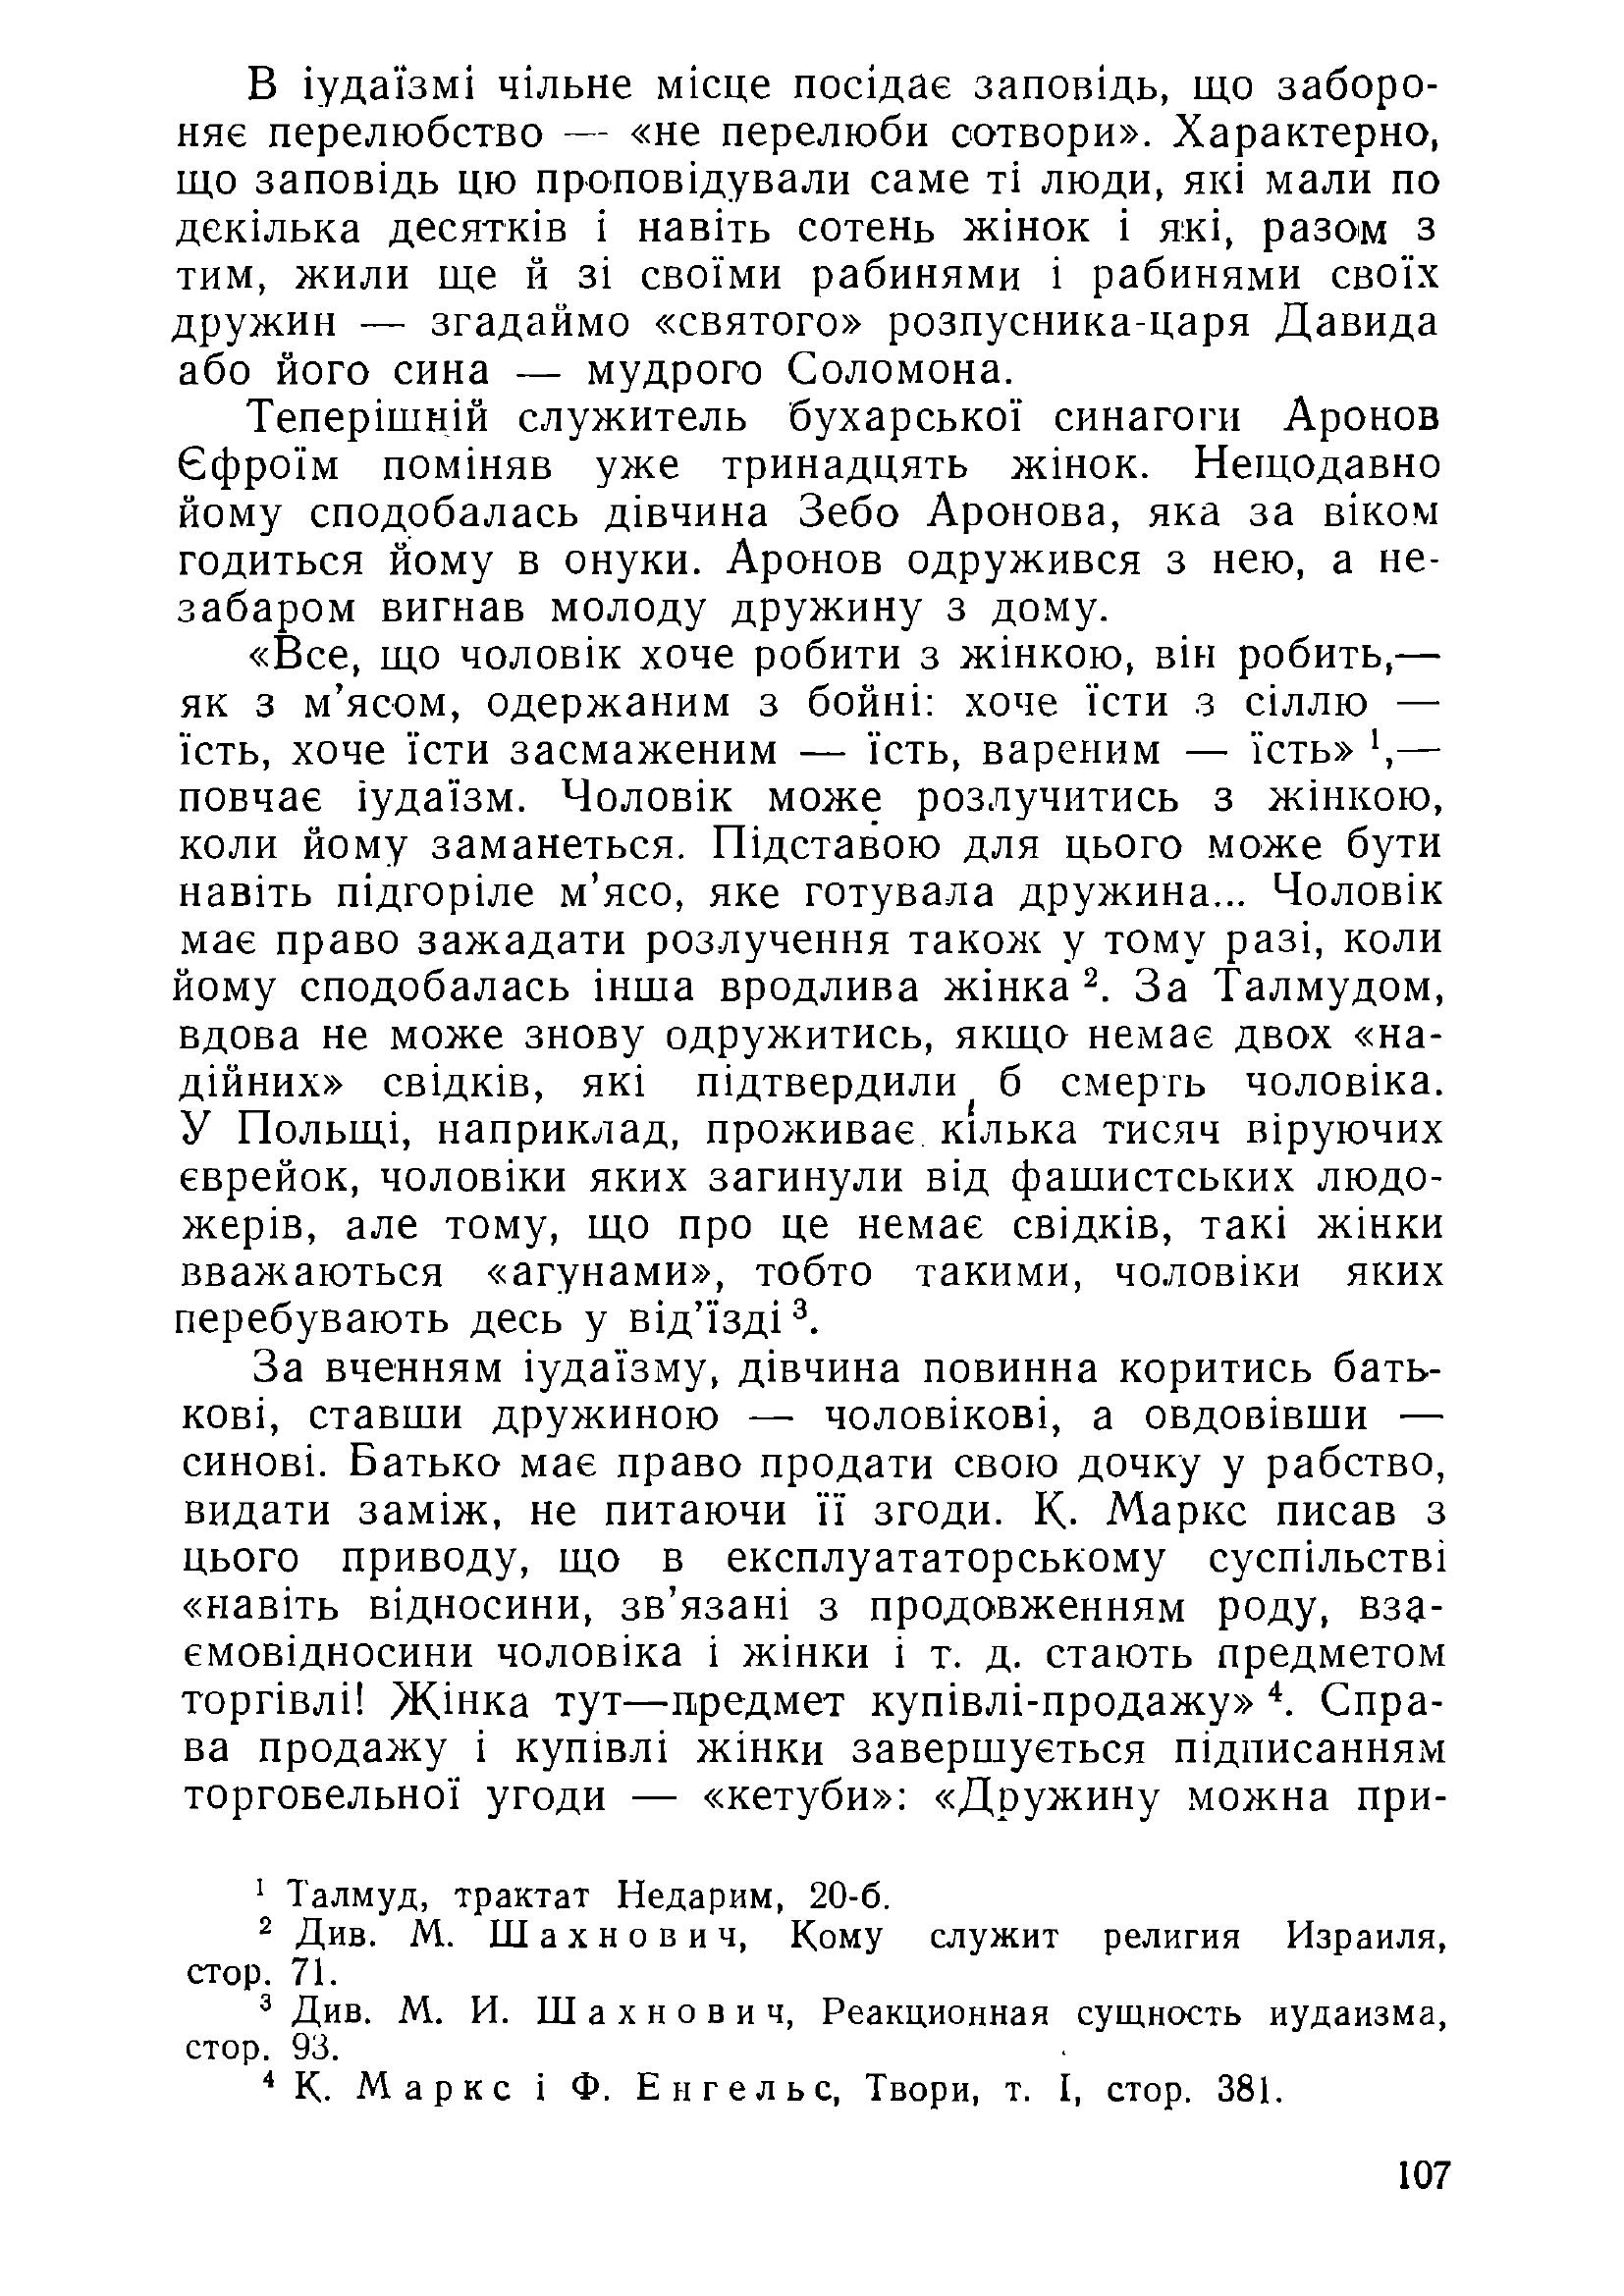 В іудаїзмі чільне місце посідає заповідь, що заборо-
няє перелюбство — «не перелюби сотвори». Характерно,
що заповідь цю проповідували саме ті люди, які мали по
декілька десятків і навіть сотень жінок і які, разом з
тим, жили ще й зі своїми рабинями і рабинями своїх
дружин — згадаймо «святого» розпусника-царя Давида
або його сина — мудрого Соломона.
Теперішній служитель бухарської синагоги Аронов
Єфроїм поміняв уже тринадцять жінок. Нещодавно
йому сподобалась дівчина Зебо Аронова, яка за віком
годиться йому в онуки. Аронов одружився з нею, а не-
забаром вигнав молоду дружину з дому.
«Все, що чоловік хоче робити з жінкою, він робить,—
як з м’ясом, одержаним з бойні: хоче їсти з сіллю —
їсть, хоче їсти засмаженим — їсть, вареним — їсть» ¹,—
повчає іудаїзм. Чоловік може розлучитись з жінкою,
коли йому заманеться. Підставою для цього може бути
навіть підгоріле м’ясо, яке готувала дружина... Чоловік
має право зажадати розлучення також у тому разі, коли
йому сподобалась інша вродлива жінка ². За Талмудом,
вдова не може знову одружитись, якщо немає двох «на-
дійних» свідків, які підтвердили б смерть чоловіка.
У Польщі, наприклад, проживає кілька тисяч віруючих
єврейок, чоловіки яких загинули від фашистських людо-
жерів, але тому, що про це немає свідків, такі жінки
вважаються «агунами», тобто такими, чоловіки яких
перебувають десь у від’їзді ³.
За вченням іудаїзму, дівчина повинна коритись бать-
кові, ставши дружиною — чоловікові, а овдовівши —
синові. Батько має право продати свою дочку у рабство,
видати заміж, не питаючи її згоди. К. Маркс писав з
цього приводу, що в експлуататорському суспільстві
«навіть відносини, зв’язані з продовженням роду, вза-
ємовідносини чоловіка і жінки і т. д. стають предметом
торгівлі! Жінка тут—предмет купівлі-продажу» ⁴. Спра-
ва продажу і купівлі жінки завершується підписанням
торговельної угоди — «кетуби»: «Дружину можна при-
¹ Талмуд, трактат Недарим, 20-б.
² Див. М. Шахнович, Кому служит религия Израиля,
стор. 71.
³ Див. М. И. Шахнович, Реакционная сущность иудаизма,
стор. 93.
⁴ К. Маркс і Ф. Енгельс, Твори, т. І, стор. 381.
107